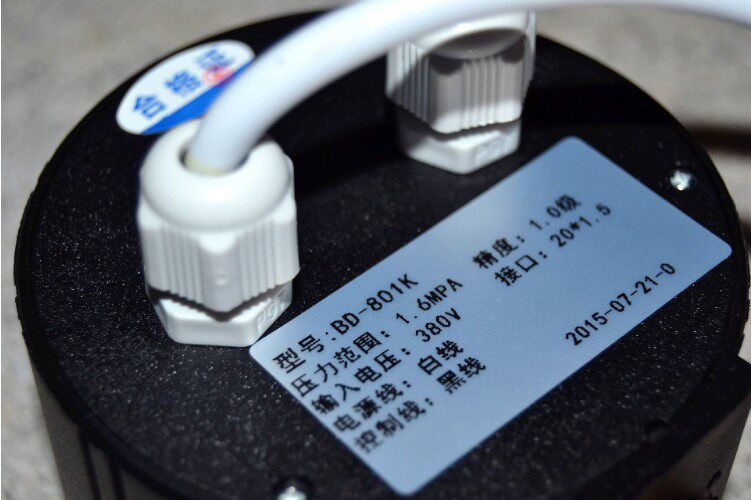 合格证
型号:BD-801K
压力范围:1.6MPA 精度:1.0级
输入电压:380V 接口:20*1.5
电源线:白线
控制线:黑线
2015-07-21-0